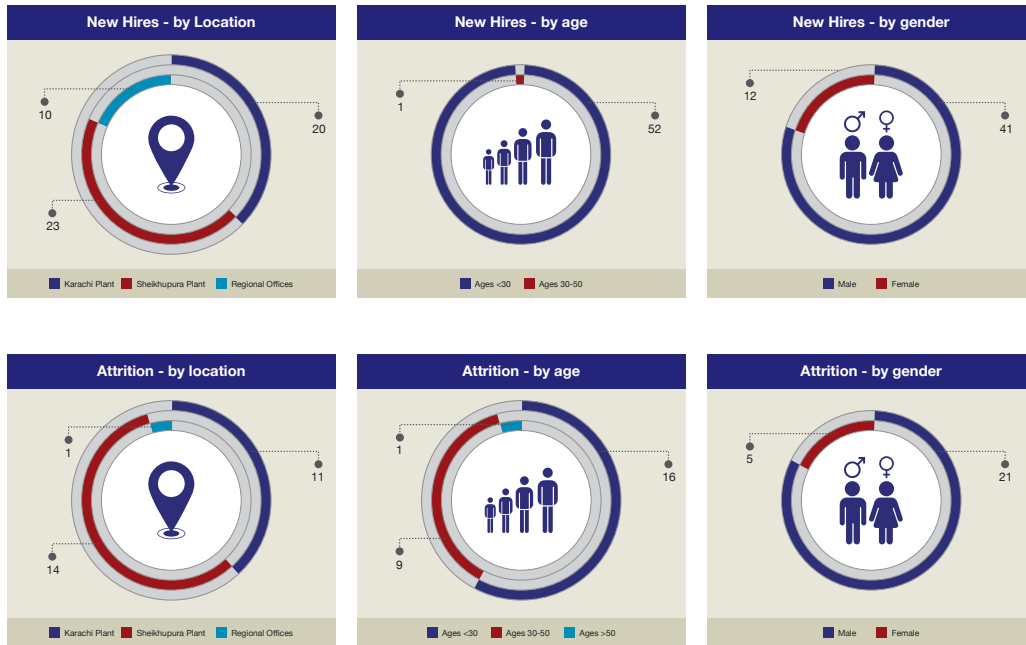 New Hires - by Location
10
20
23
Karachi Plant Sheikhupura Plant Regional Offices
New Hires - by age
1
52
Ages <30 Ages 30-50
New Hires - by gender
12
41
Male Female
Attrition - by location
1
11
14
Karachi Plant Sheikhupura Plant Regional Offices
Attrition - by age
1
16
9
Ages <30 Ages 30-50 Ages >50
Attrition - by gender
5
21
Male Female